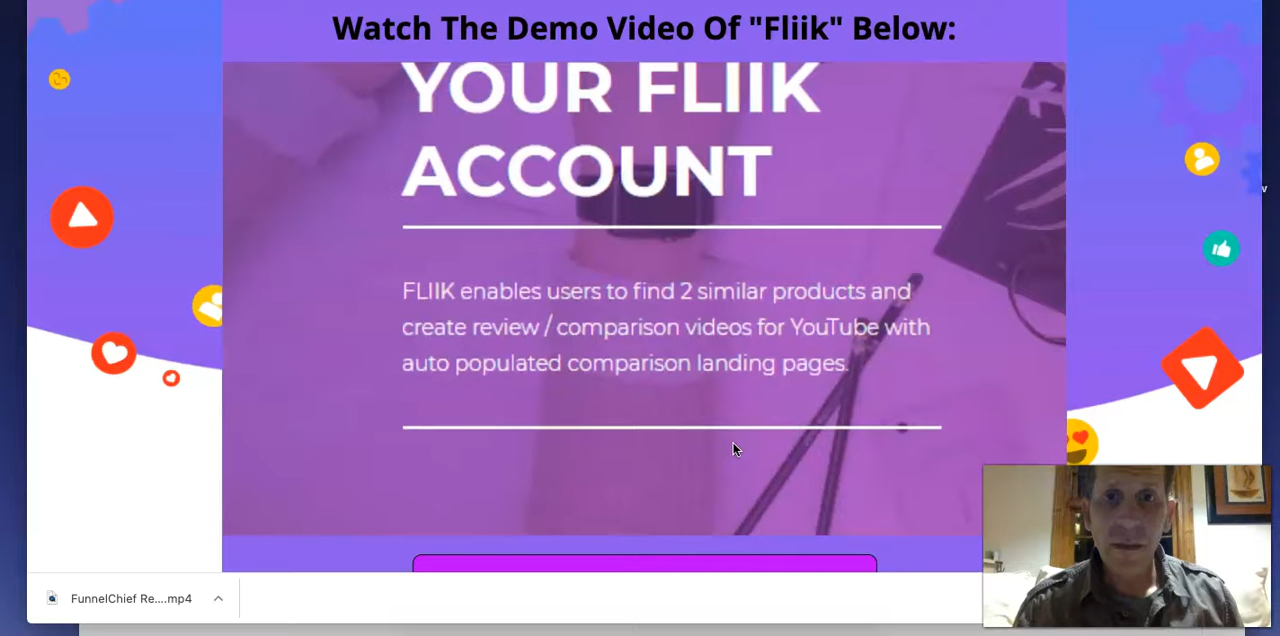 Watch The Demo Video Of "Fliik" Below:
YOUR FLIIK
ACCOUNT
FLIIK enables users to find 2 similar products and
create review / comparison videos for YouTube with
auto populated comparison landing pages.
v
FunnelChief Re....mp4